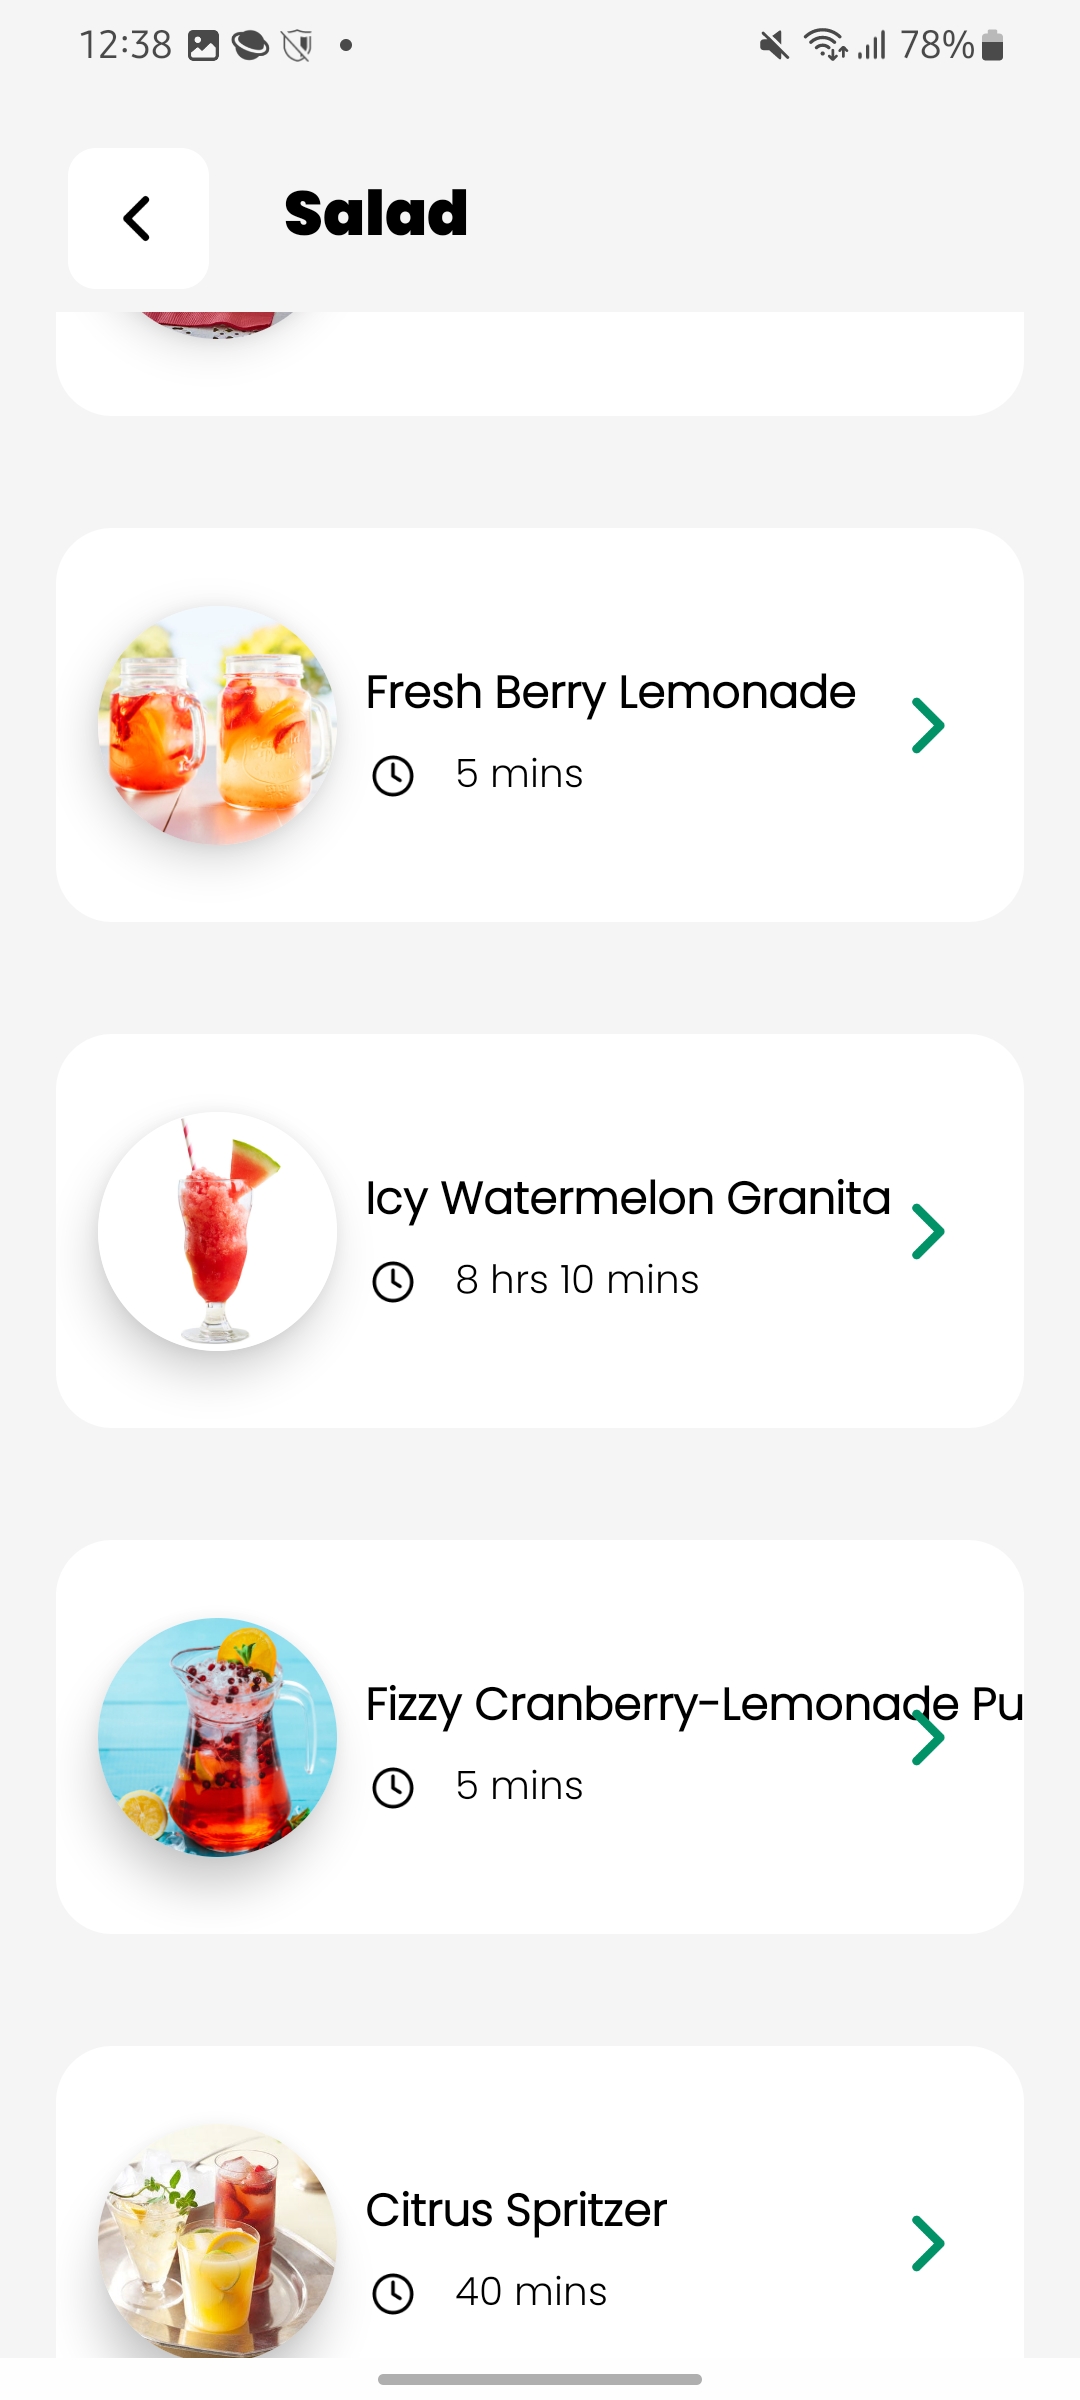 12:38
78%
Salad
Fresh Berry Lemonade
5 mins
Icy Watermelon Granita
8 hrs 10 mins
Fizzy Cranberry-Lemonade Pu
5 mins
Citrus Spritzer
40 mins